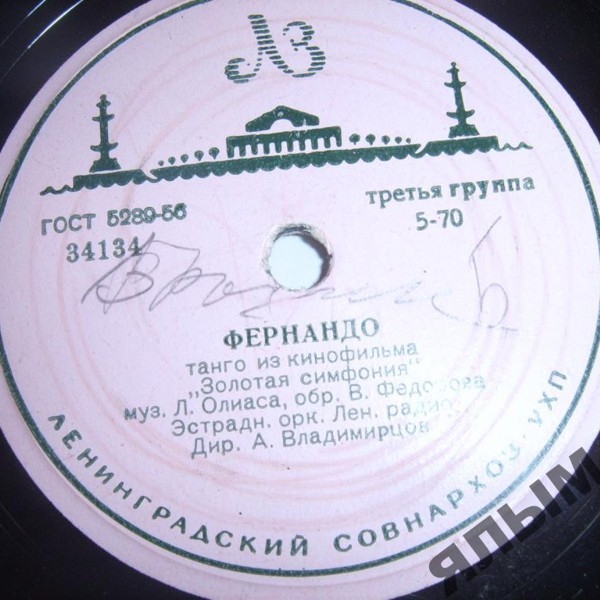 ЛЗ
ГОСТ 5289-56
третья группа
34134
5-70
ФЕРНАНДО
танго из кинофильма
„Золотая симфония"
муз. Л. Олиаса, обр. В. Федорова
Эстрадн. орк. Лен. радио
Дир. А. Владимирцов
ЛЕНИНГРАДСКИЙ СОВНАРХОЗ·УХП
ЯЛЫМ